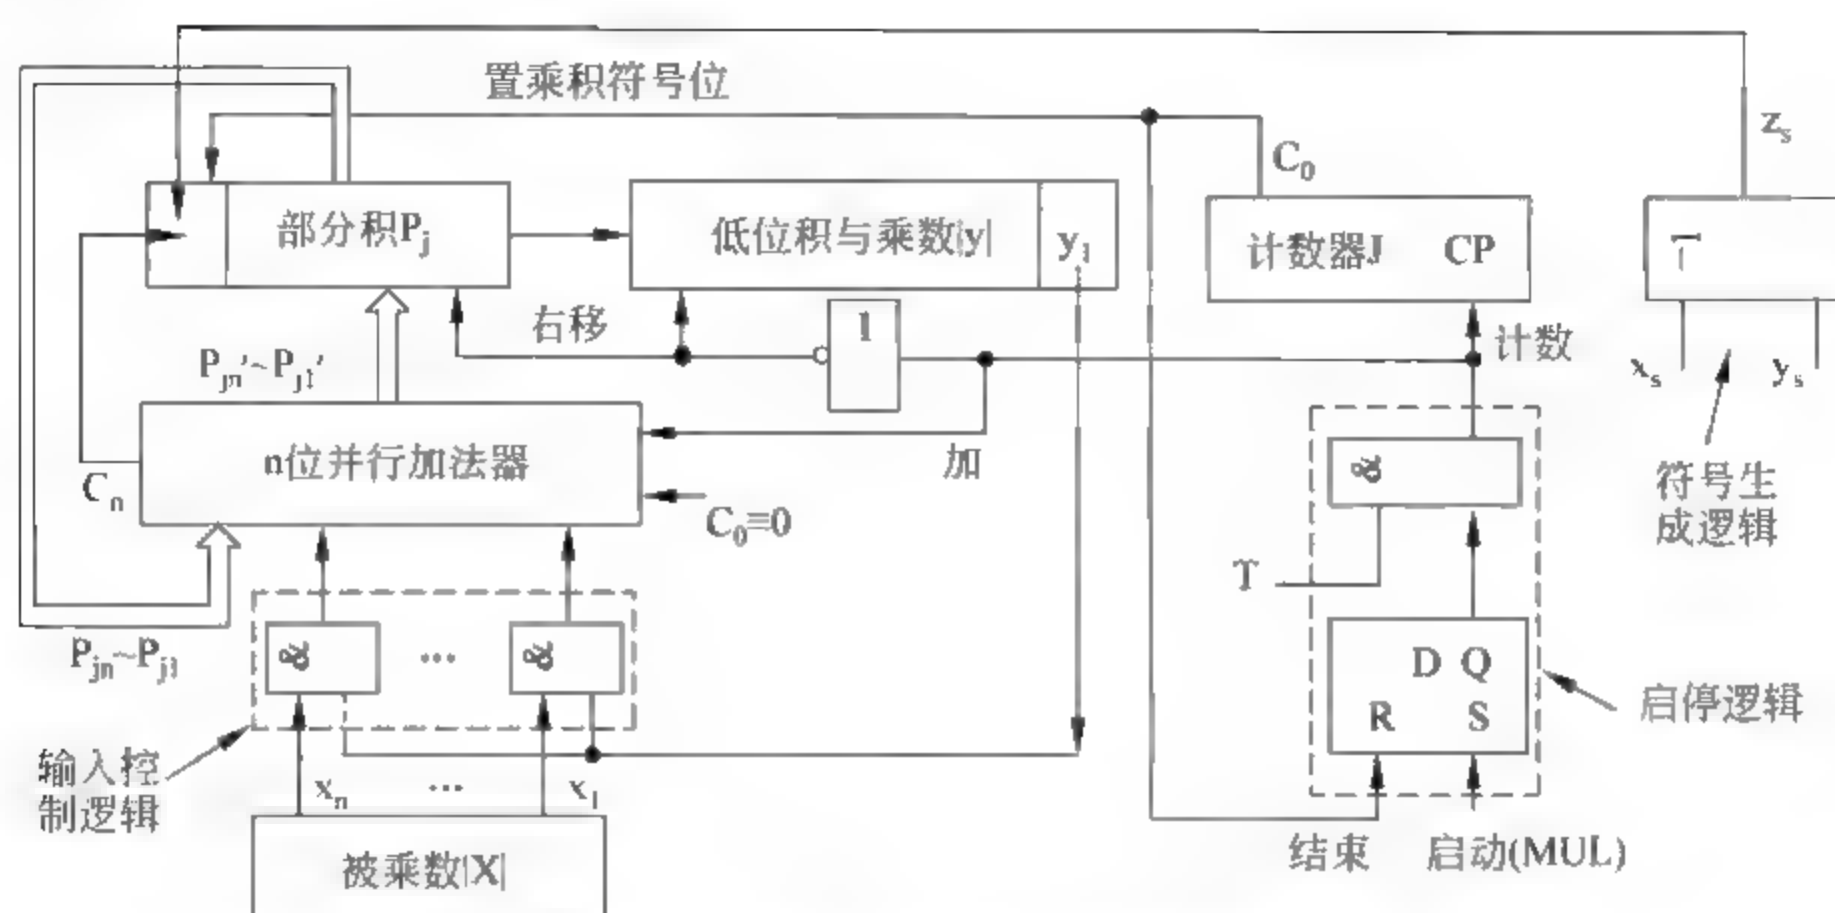 置乘积符号位
z_s
C_0
部分积P_j
低位积与乘数|y|
y_1
计数器J CP
右移
1
计数
x_s
y_s
P_jn'~P_j1'
n位并行加法器
加
C_n
C_0≡0
&
符号生
成逻辑
T
P_jn~P_j1
&
...
&
D Q
R S
启停逻辑
输入控
制逻辑
x_n
...
x_1
被乘数|X|
结束
启动(MUL)